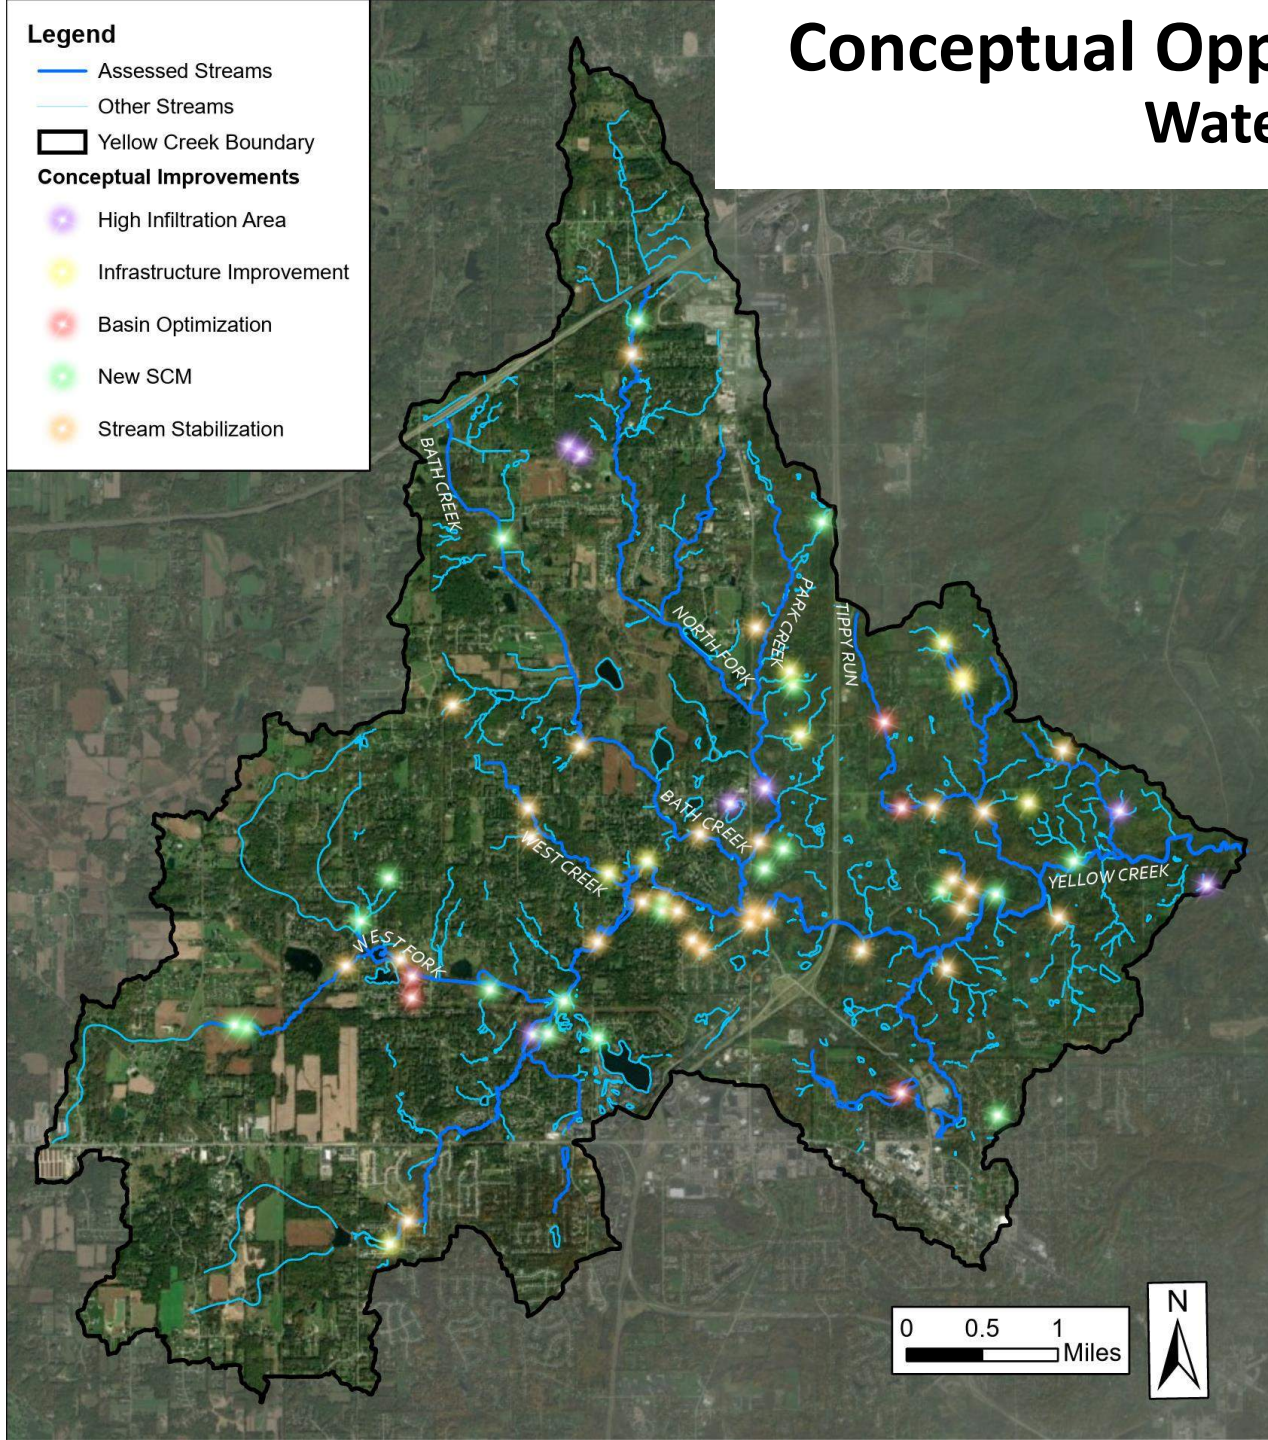 Legend
Assessed Streams
Other Streams
Yellow Creek Boundary
Conceptual Improvements
High Infiltration Area
Infrastructure Improvement
Basin Optimization
New SCM
Stream Stabilization
Conceptual Opp
Wate
BATH CREEK
NORTH FORK
PARK CREEK
TIPPY RUN
BATH CREEK
WEST CREEK
YELLOW CREEK
WEST FORK
0 0.5 1
Miles
N